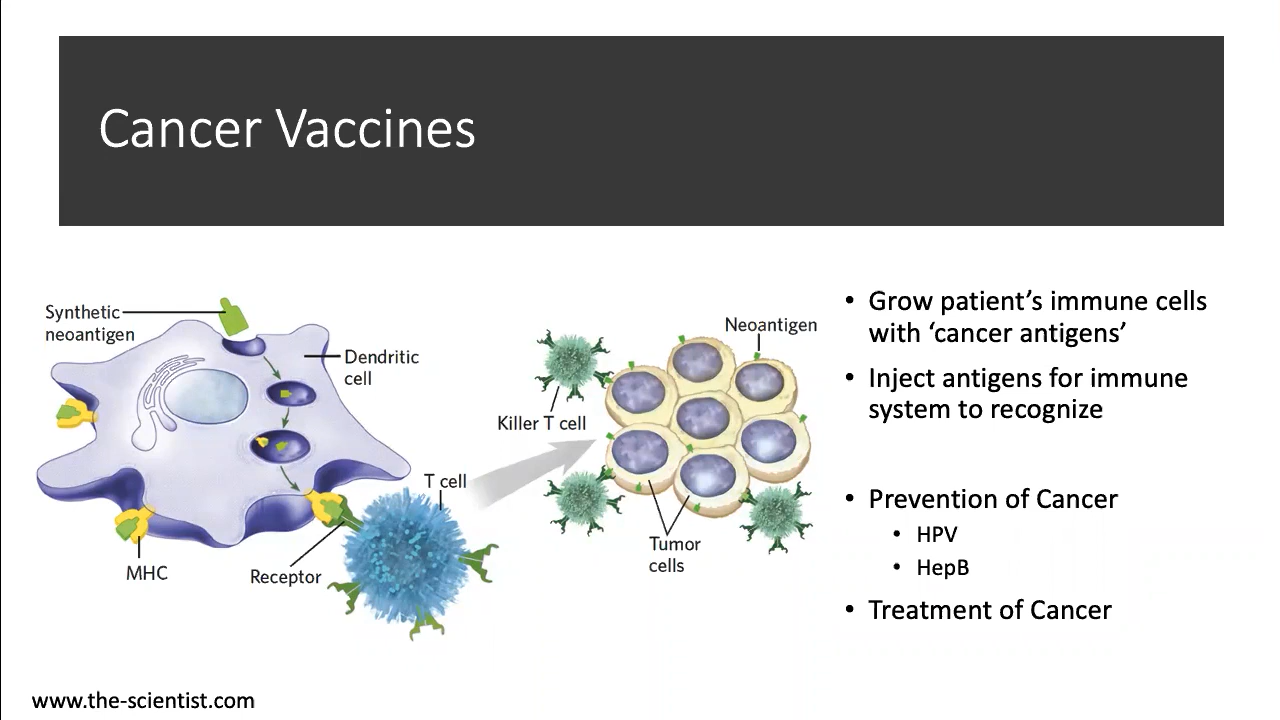 Cancer Vaccines
Synthetic
neoantigen
Dendritic
cell
MHC
Receptor
T cell
Killer T cell
Neoantigen
Tumor
cells
• Grow patient’s immune cells
with ‘cancer antigens’
• Inject antigens for immune
system to recognize
• Prevention of Cancer
• HPV
• HepB
• Treatment of Cancer
www.the-scientist.com